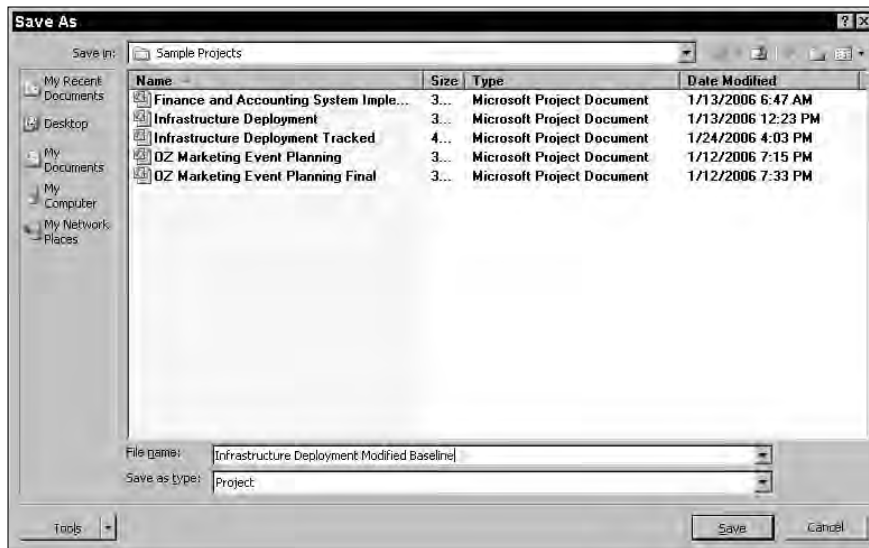 Save As
Save in: Sample Projects
My Recent
Documents
Desktop
My
Documents
My
Computer
My Network
Places
Name Size Type Date Modified
Finance and Accounting System Imple... 3... Microsoft Project Document 1/13/2006 6:47 AM
Infrastructure Deployment 3... Microsoft Project Document 1/13/2006 12:23 PM
Infrastructure Deployment Tracked 4... Microsoft Project Document 1/24/2006 4:03 PM
OZ Marketing Event Planning 3... Microsoft Project Document 1/12/2006 7:15 PM
OZ Marketing Event Planning Final 3... Microsoft Project Document 1/12/2006 7:33 PM
File name: Infrastructure Deployment Modified Baseline
Save as type: Project
Tools Save Cancel